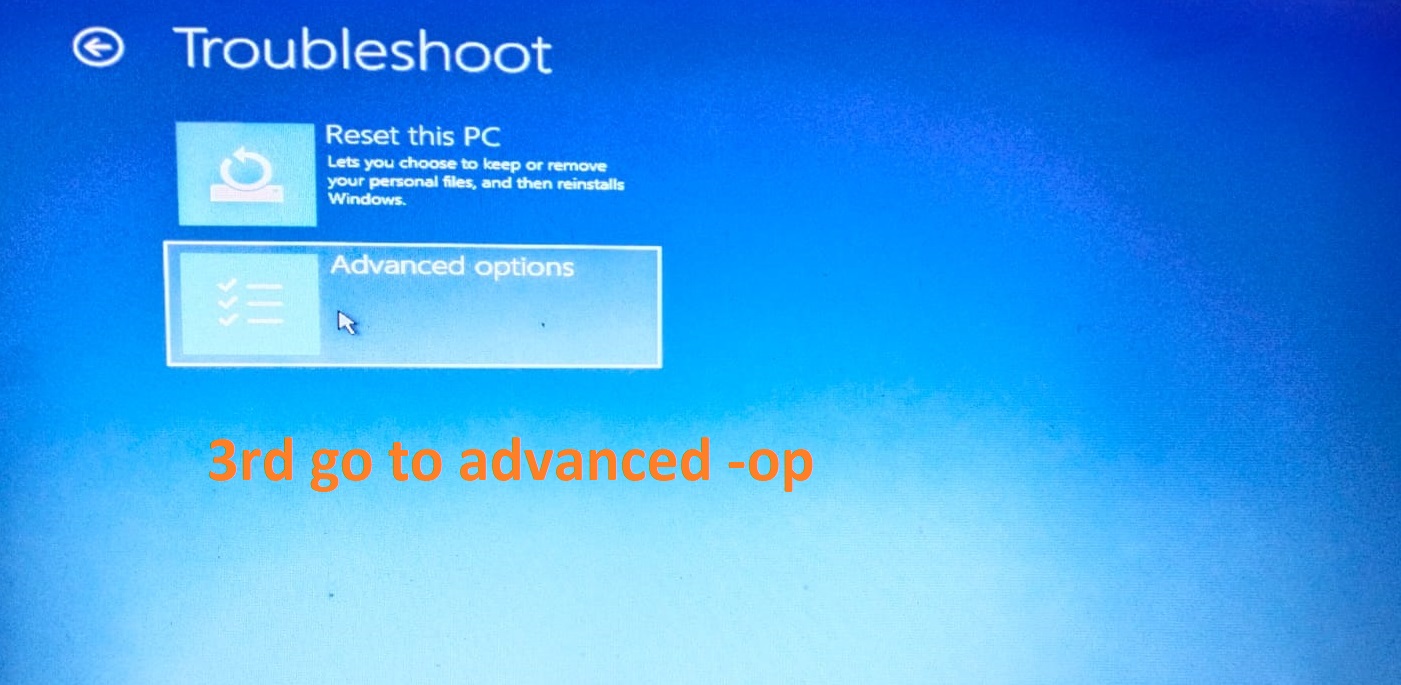 Troubleshoot
Reset this PC
Lets you choose to keep or remove
your personal files, and then reinstalls
Windows.
Advanced options
3rd go to advanced -op